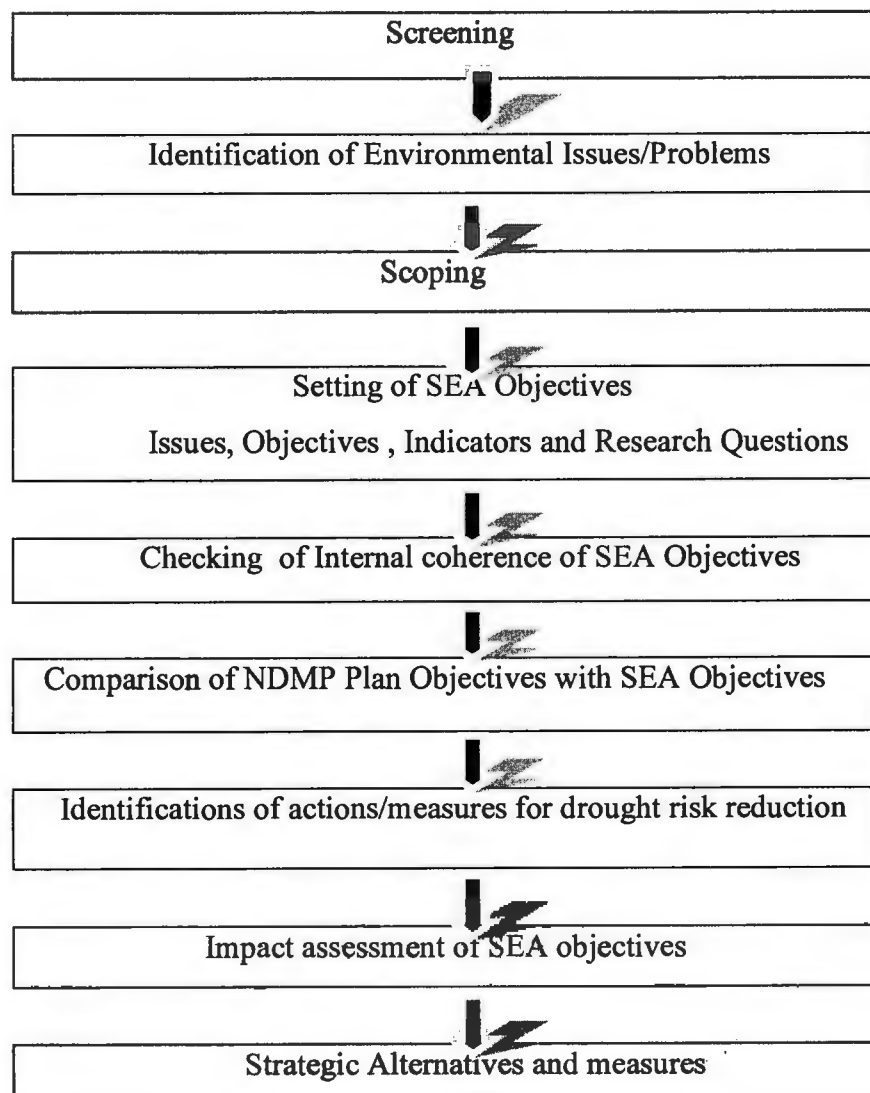 Screening
Identification of Environmental Issues/Problems
Scoping
Setting of SEA Objectives
Issues, Objectives , Indicators and Research Questions
Checking of Internal coherence of SEA Objectives
Comparison of NDMP Plan Objectives with SEA Objectives
Identifications of actions/measures for drought risk reduction
Impact assessment of SEA objectives
Strategic Alternatives and measures